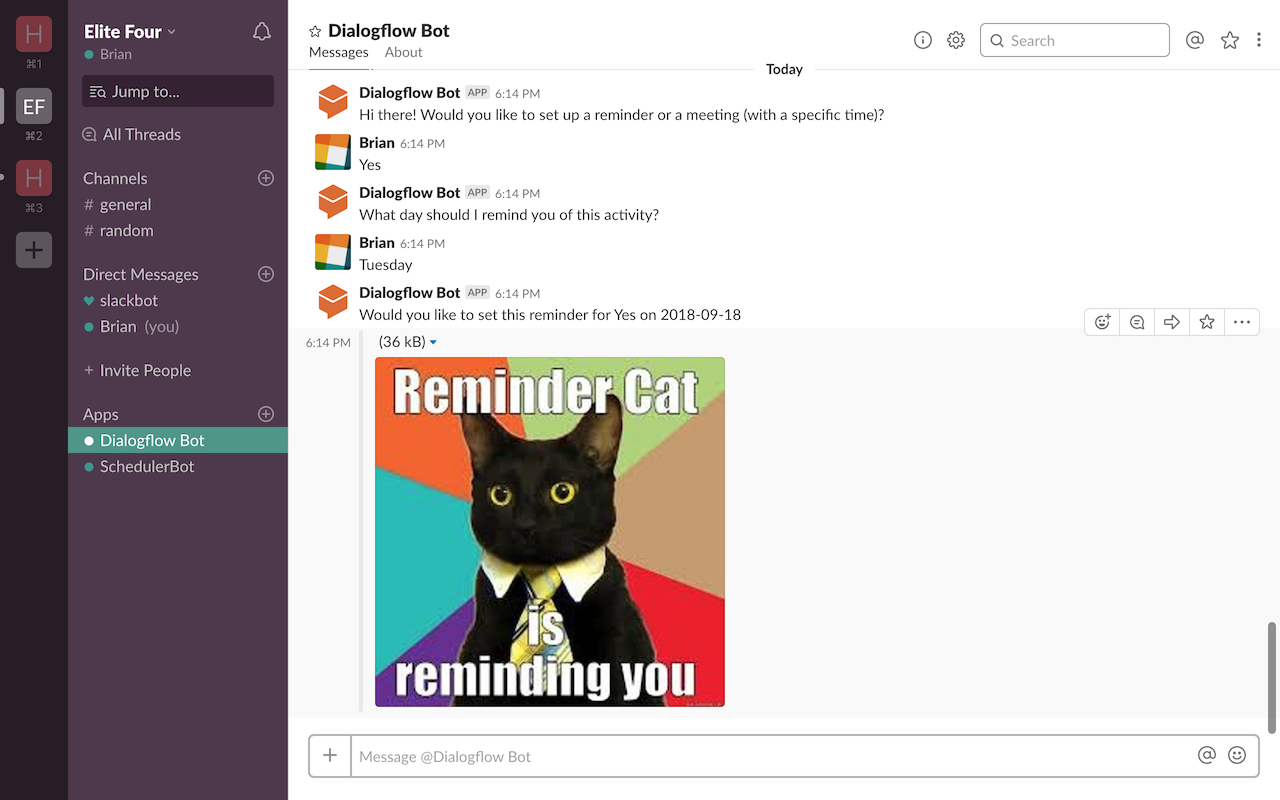 H
⌘1
EF
⌘2
H
⌘3
Elite Four
Brian
Jump to...
All Threads
Channels
# general
# random
Direct Messages
slackbot
Brian (you)
+ Invite People
Apps
Dialogflow Bot
SchedulerBot
Dialogflow Bot
Messages About
Search
Today
Dialogflow Bot APP 6:14 PM
Hi there! Would you like to set up a reminder or a meeting (with a specific time)?
Brian 6:14 PM
Yes
Dialogflow Bot APP 6:14 PM
What day should I remind you of this activity?
Brian 6:14 PM
Tuesday
Dialogflow Bot APP 6:14 PM
Would you like to set this reminder for Yes on 2018-09-18
6:14 PM (36 kB)
Reminder Cat
is
reminding you
Message @Dialogflow Bot